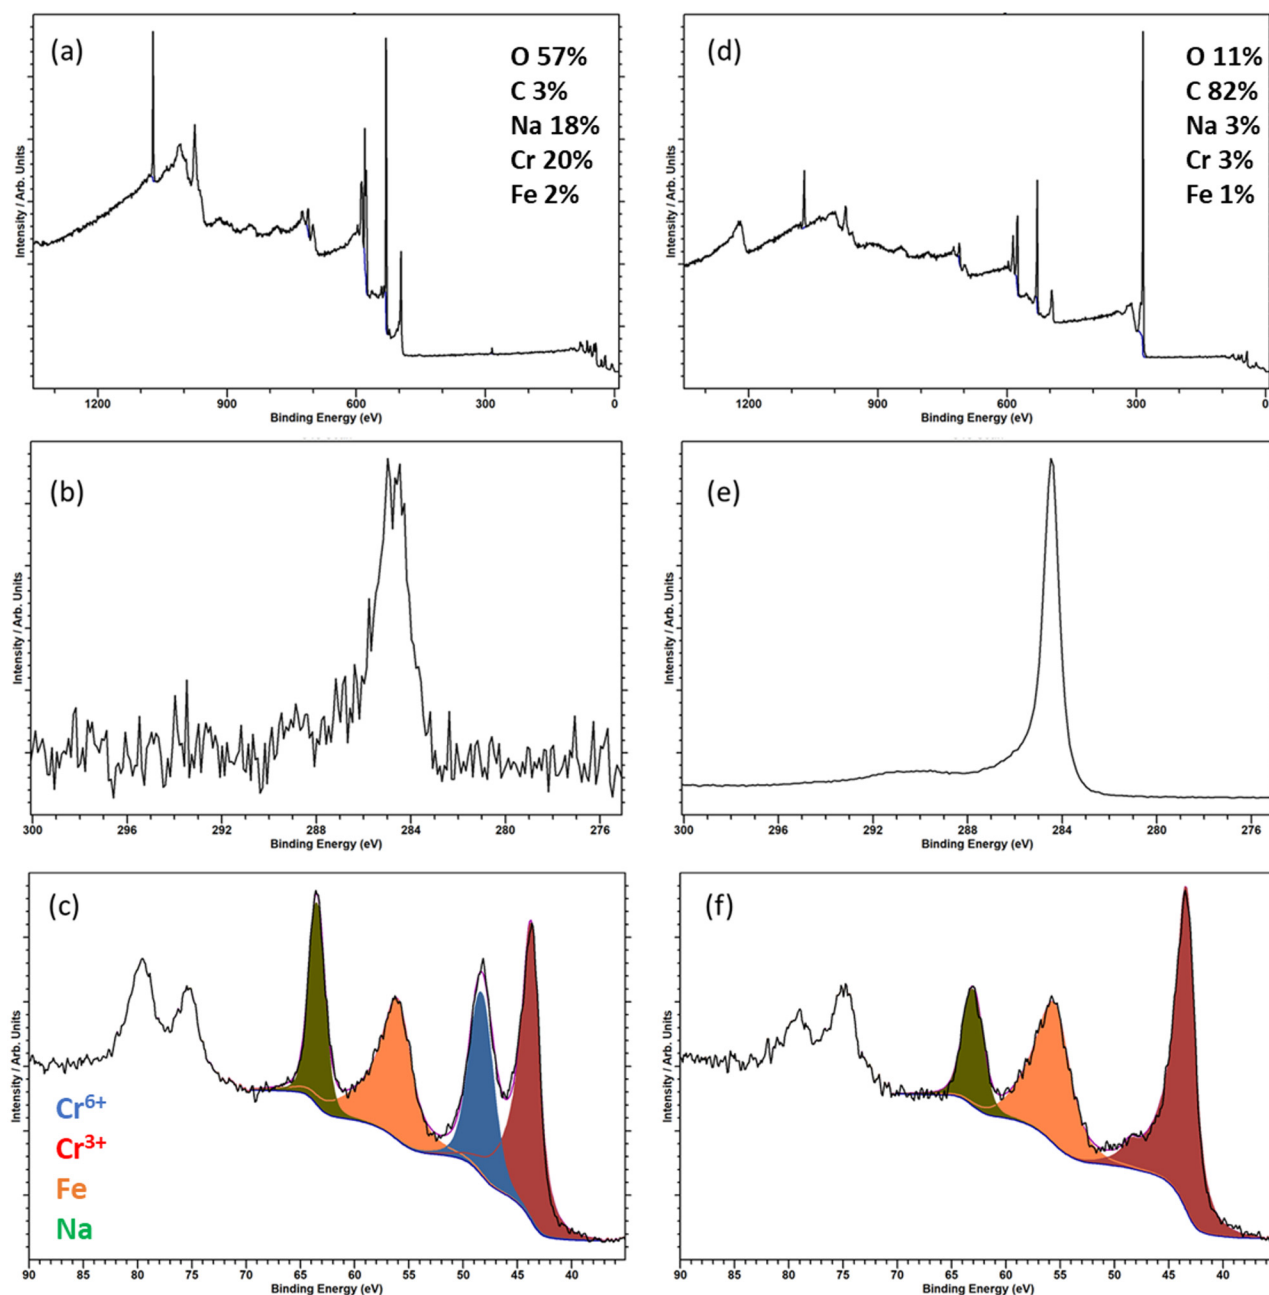 (a)
O 57%
C 3%
Na 18%
Cr 20%
Fe 2%
Intensity / Arb. Units
1200 900 600 300 0
Binding Energy (eV)
(d)
O 11%
C 82%
Na 3%
Cr 3%
Fe 1%
Intensity / Arb. Units
1200 900 600 300 0
Binding Energy (eV)
(b)
Intensity / Arb. Units
300 296 292 288 284 280 276
Binding Energy (eV)
(e)
Intensity / Arb. Units
300 296 292 288 284 280 276
Binding Energy (eV)
(c)
Cr6+
Cr3+
Fe
Na
Intensity / Arb. Units
90 85 80 75 70 65 60 55 50 45 40
Binding Energy (eV)
(f)
Intensity / Arb. Units
90 85 80 75 70 65 60 55 50 45 40
Binding Energy (eV)